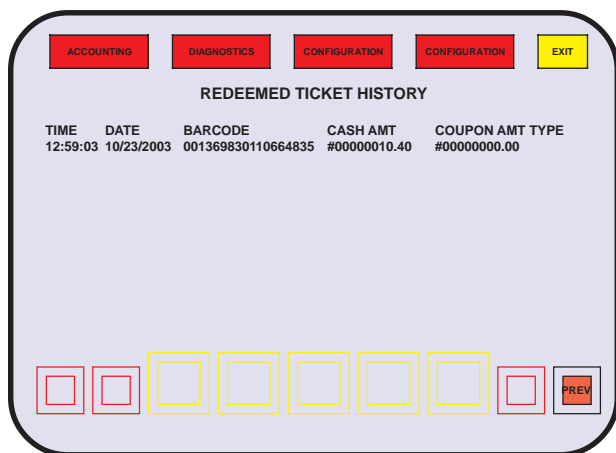 ACCOUNTING DIAGNOSTICS CONFIGURATION CONFIGURATION EXIT
REDEEMED TICKET HISTORY
TIME DATE BARCODE CASH AMT COUPON AMT TYPE
12:59:03 10/23/2003 001369830110664835 #00000010.40 #00000000.00
PREV